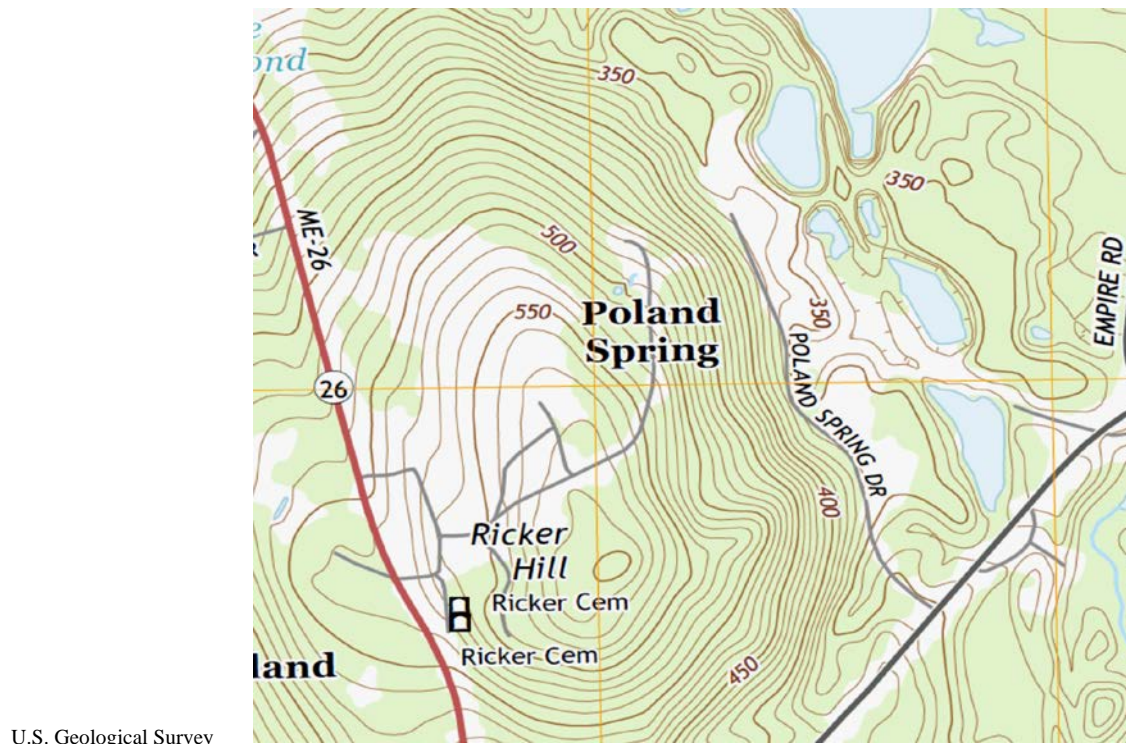 ond
350
350
ME-26
500
EMPIRE RD
550
Poland
Spring
350
POLAND SPRING DR
26
400
Ricker
Hill
Ricker Cem
Ricker Cem
land
450
U.S. Geological Survey